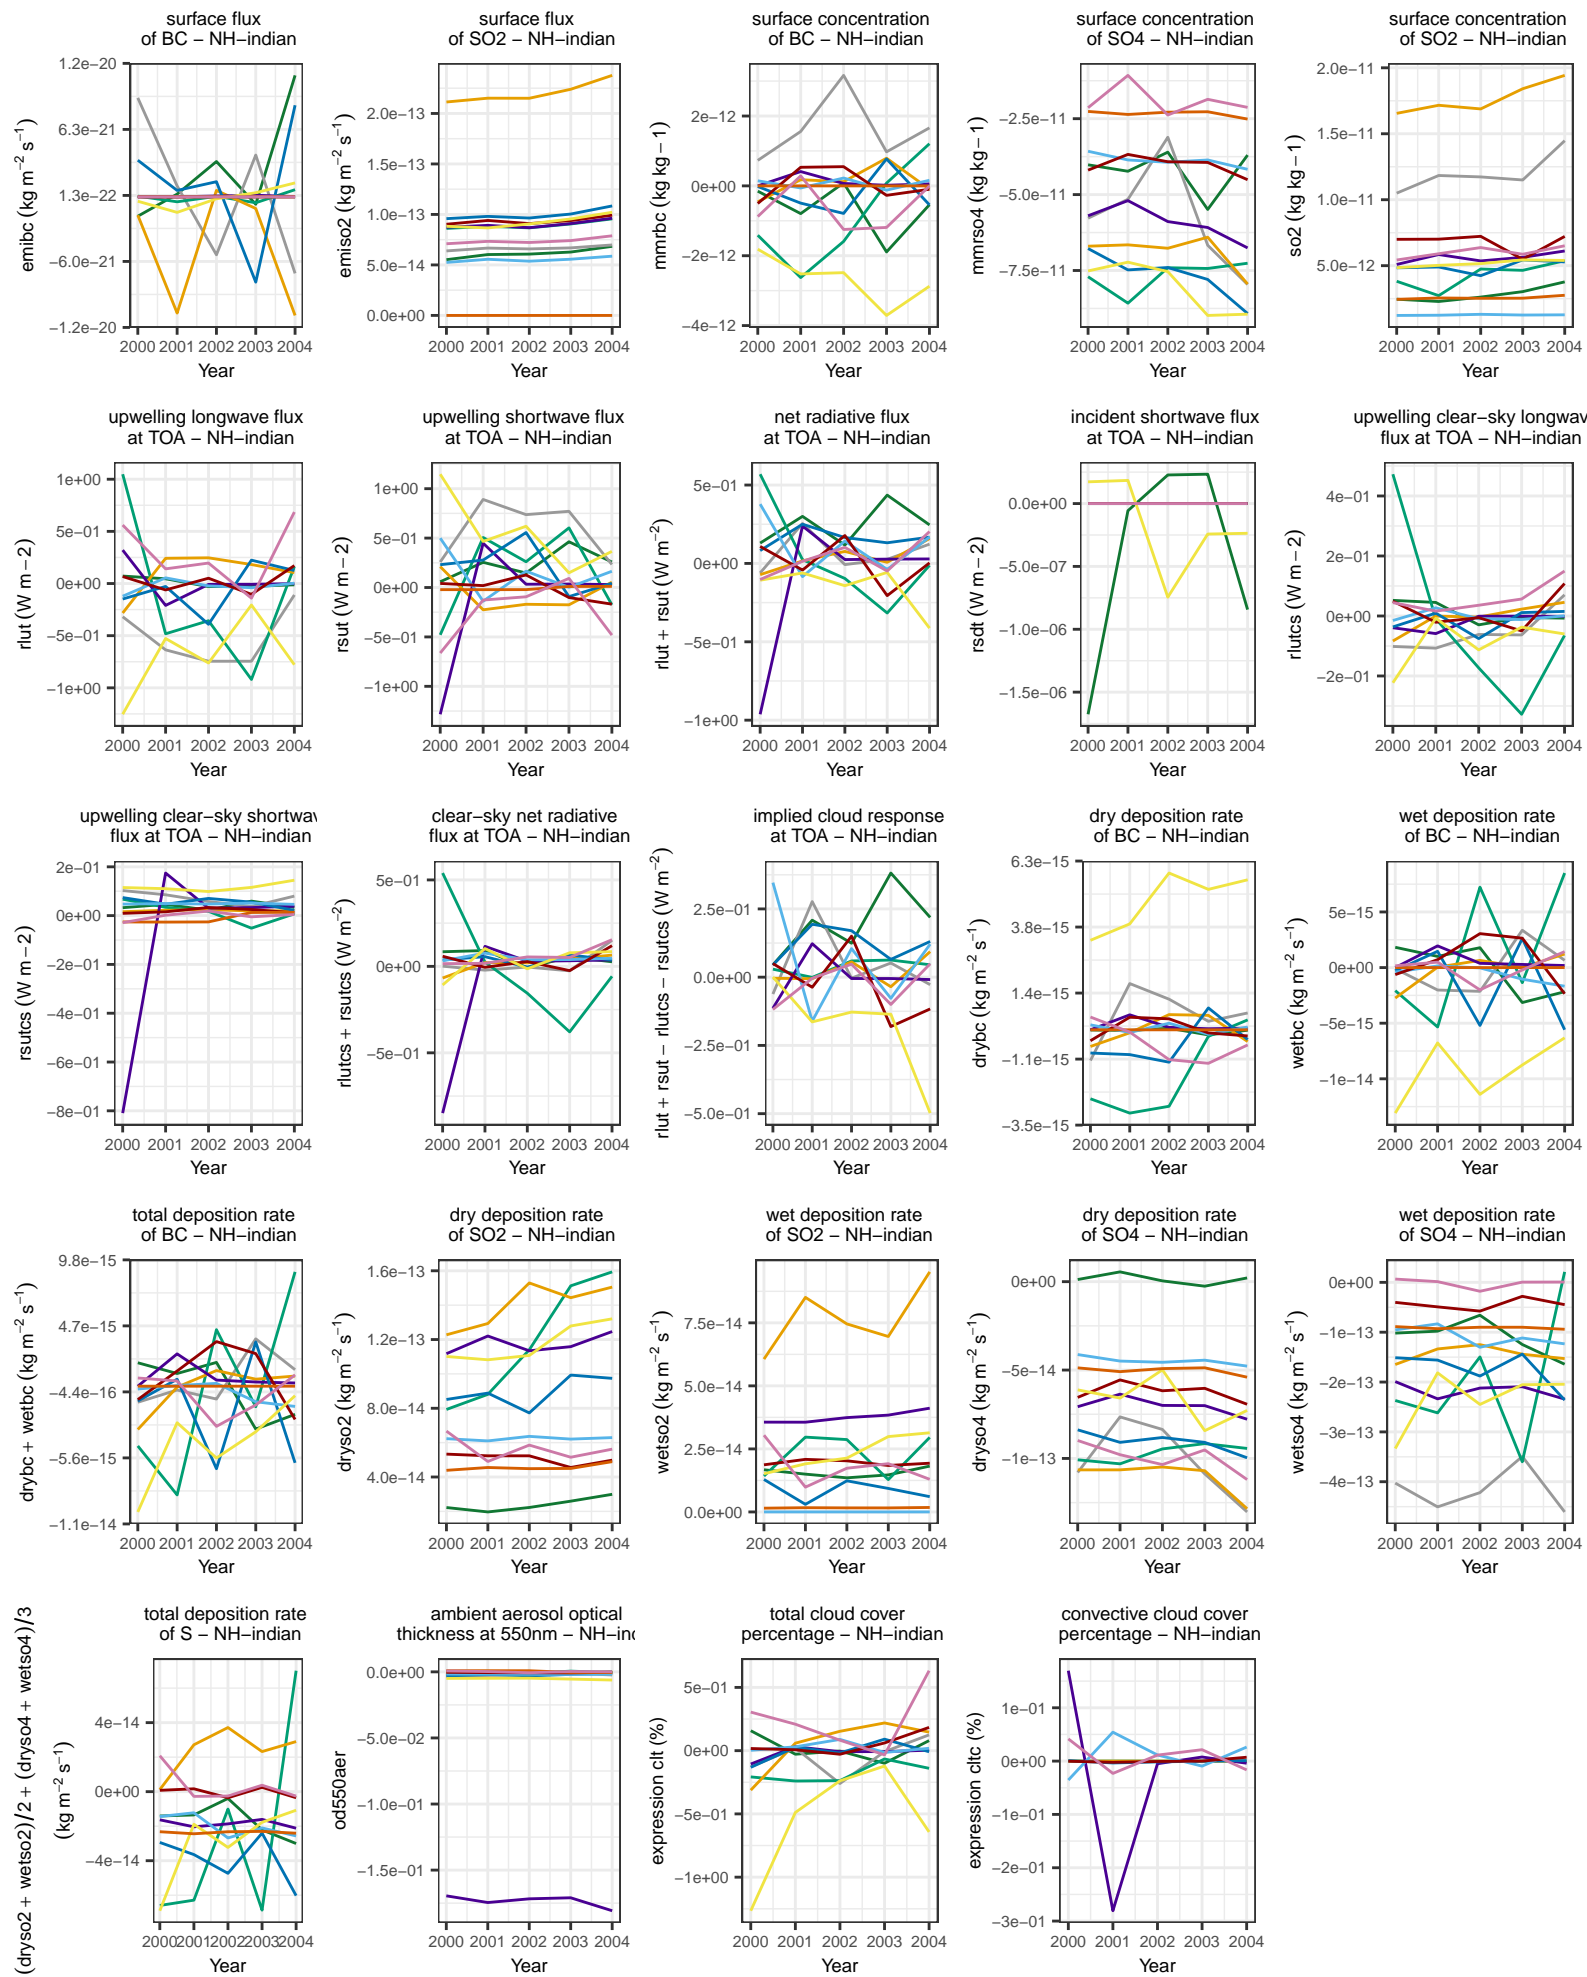 surface flux
of BC − NH−indian
surface flux
of SO2 − NH−indian
surface concentration
of BC − NH−indian
surface concentration
of SO4 − NH−indian
surface concentration
of SO2 − NH−indian
emibc (kg m−2 s−1)
1.2e−20
6.3e−21
1.3e−22
−6.0e−21
−1.2e−20
2000 2001 2002 2003 2004
Year
emiso2 (kg m−2 s−1)
2.0e−13
1.5e−13
1.0e−13
5.0e−14
0.0e+00
2000 2001 2002 2003 2004
Year
mmrbc (kg kg − 1)
2e−12
0e+00
−2e−12
−4e−12
2000 2001 2002 2003 2004
Year
mmrso4 (kg kg − 1)
−2.5e−11
−5.0e−11
−7.5e−11
2000 2001 2002 2003 2004
Year
so2 (kg kg − 1)
2.0e−11
1.5e−11
1.0e−11
5.0e−12
2000 2001 2002 2003 2004
Year
upwelling longwave flux
at TOA − NH−indian
upwelling shortwave flux
at TOA − NH−indian
net radiative flux
at TOA − NH−indian
incident shortwave flux
at TOA − NH−indian
upwelling clear−sky longwav
flux at TOA − NH−indian
rlut (W m − 2)
1e+00
5e−01
0e+00
−5e−01
−1e+00
2000 2001 2002 2003 2004
Year
rsut (W m − 2)
1e+00
5e−01
0e+00
−5e−01
−1e+00
2000 2001 2002 2003 2004
Year
rlut + rsut (W m−2)
5e−01
0e+00
−5e−01
−1e+00
2000 2001 2002 2003 2004
Year
rsdt (W m − 2)
0.0e+00
−5.0e−07
−1.0e−06
−1.5e−06
2000 2001 2002 2003 2004
Year
rlutcs (W m − 2)
4e−01
2e−01
0e+00
−2e−01
2000 2001 2002 2003 2004
Year
upwelling clear−sky shortwav
flux at TOA − NH−indian
clear−sky net radiative
flux at TOA − NH−indian
implied cloud response
at TOA − NH−indian
dry deposition rate
of BC − NH−indian
wet deposition rate
of BC − NH−indian
rsutcs (W m − 2)
2e−01
0e+00
−2e−01
−4e−01
−6e−01
−8e−01
2000 2001 2002 2003 2004
Year
rlutcs + rsutcs (W m−2)
5e−01
0e+00
−5e−01
2000 2001 2002 2003 2004
Year
rlut + rsut − rlutcs − rsutcs (W m−2)
2.5e−01
0.0e+00
−2.5e−01
−5.0e−01
2000 2001 2002 2003 2004
Year
drybc (kg m−2 s−1)
6.3e−15
3.8e−15
1.4e−15
−1.1e−15
−3.5e−15
2000 2001 2002 2003 2004
Year
wetbc (kg m−2 s−1)
5e−15
0e+00
−5e−15
−1e−14
2000 2001 2002 2003 2004
Year
total deposition rate
of BC − NH−indian
dry deposition rate
of SO2 − NH−indian
wet deposition rate
of SO2 − NH−indian
dry deposition rate
of SO4 − NH−indian
wet deposition rate
of SO4 − NH−indian
drybc + wetbc (kg m−2 s−1)
9.8e−15
4.7e−15
−4.4e−16
−5.6e−15
−1.1e−14
2000 2001 2002 2003 2004
Year
dryso2 (kg m−2 s−1)
1.6e−13
1.2e−13
8.0e−14
4.0e−14
2000 2001 2002 2003 2004
Year
wetso2 (kg m−2 s−1)
7.5e−14
5.0e−14
2.5e−14
0.0e+00
2000 2001 2002 2003 2004
Year
dryso4 (kg m−2 s−1)
0e+00
−5e−14
−1e−13
2000 2001 2002 2003 2004
Year
wetso4 (kg m−2 s−1)
0e+00
−1e−13
−2e−13
−3e−13
−4e−13
2000 2001 2002 2003 2004
Year
total deposition rate
of S − NH−indian
ambient aerosol optical
thickness at 550nm − NH−ind
total cloud cover
percentage − NH−indian
convective cloud cover
percentage − NH−indian
(dryso2 + wetso2)/2 + (dryso4 + wetso4)/3
(kg m−2 s−1)
4e−14
0e+00
−4e−14
2000 2001 2002 2003 2004
Year
od550aer
0.0e+00
−5.0e−02
−1.0e−01
−1.5e−01
2000 2001 2002 2003 2004
Year
expression clt (%)
5e−01
0e+00
−5e−01
−1e+00
2000 2001 2002 2003 2004
Year
expression cltc (%)
1e−01
0e+00
−1e−01
−2e−01
−3e−01
2000 2001 2002 2003 2004
Year